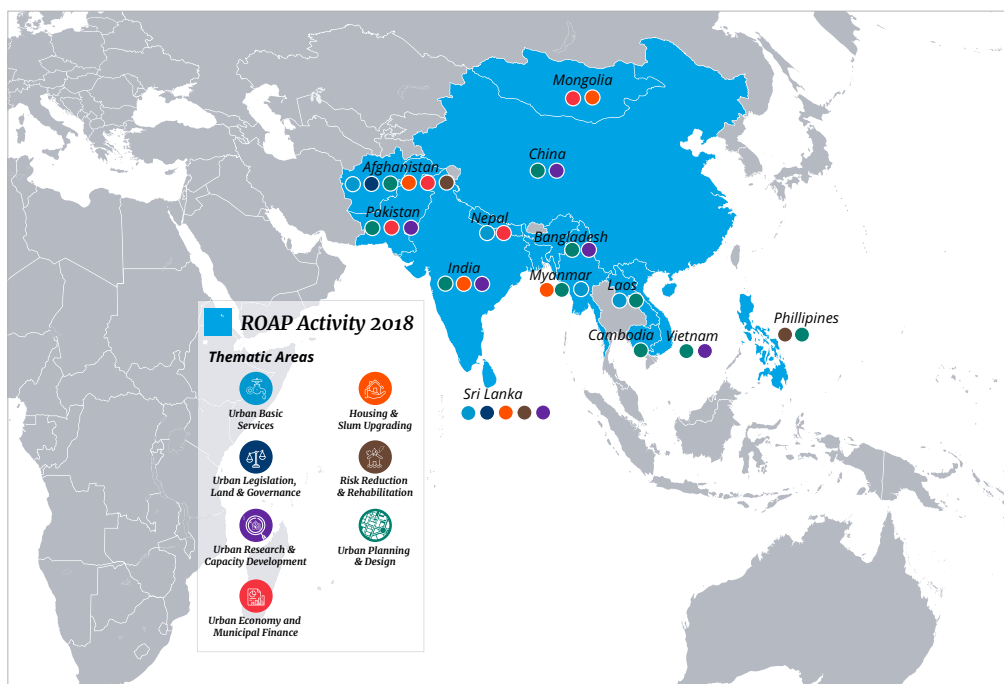 Mongolia
China
Afghanistan
Pakistan
Nepal
Bangladesh
India
Myanmar
Laos
Phillipines
Cambodia
Vietnam
Sri Lanka
ROAP Activity 2018
Thematic Areas
Urban Basic
Services
Housing &
Slum Upgrading
Urban Legislation,
Land & Governance
Risk Reduction
& Rehabilitation
Urban Research &
Capacity Development
Urban Planning
& Design
Urban Economy and
Municipal Finance